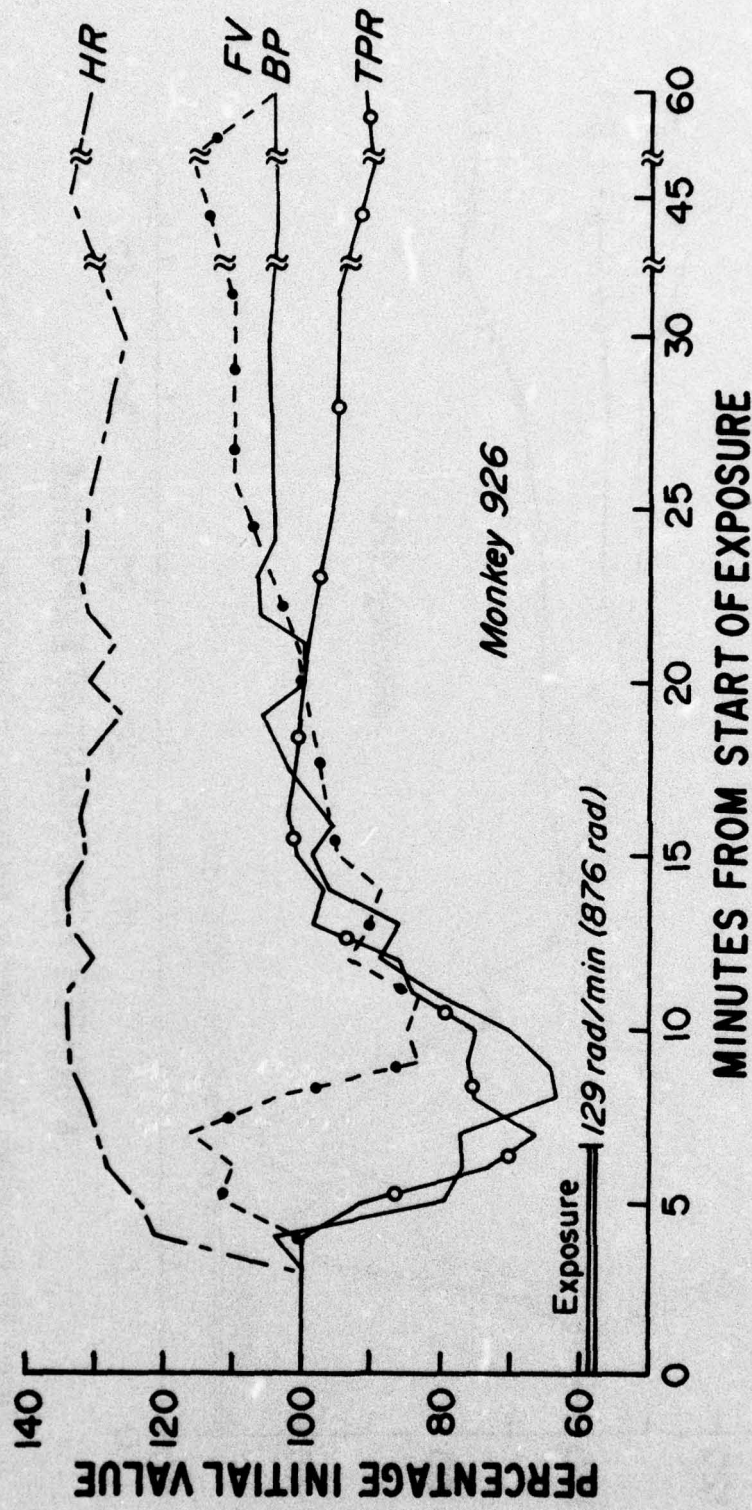 PERCENTAGE INITIAL VALUE
140
120
100
80
60
HR
FV
BP
TPR
Monkey 926
Exposure
129 rad/min (876 rad)
0
5
10
15
20
25
30
45
60
MINUTES FROM START OF EXPOSURE